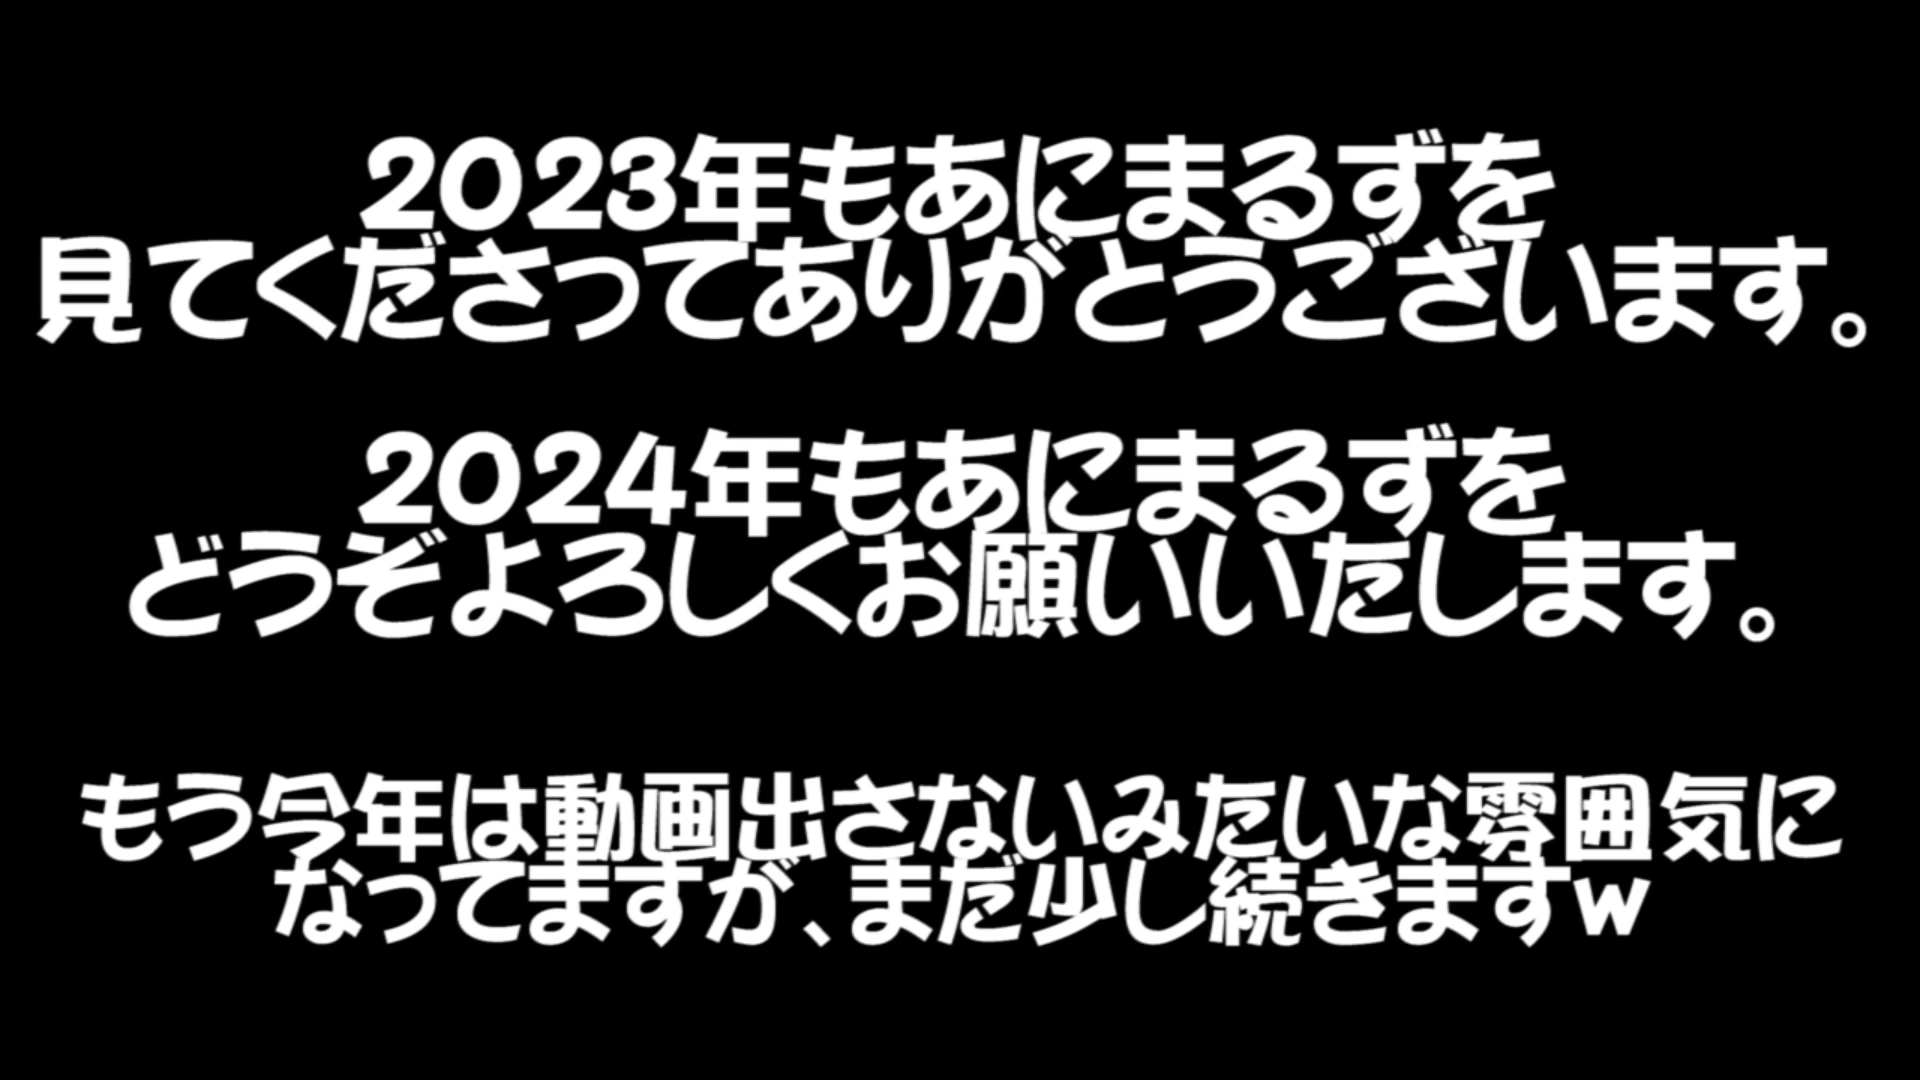 2023年もあにまるずを
見てくださってありがとうございます。
2024年もあにまるずを
どうぞよろしくお願いいたします。
もう今年は動画出さないみたいな雰囲気に
なってますが、まだ少し続きますw